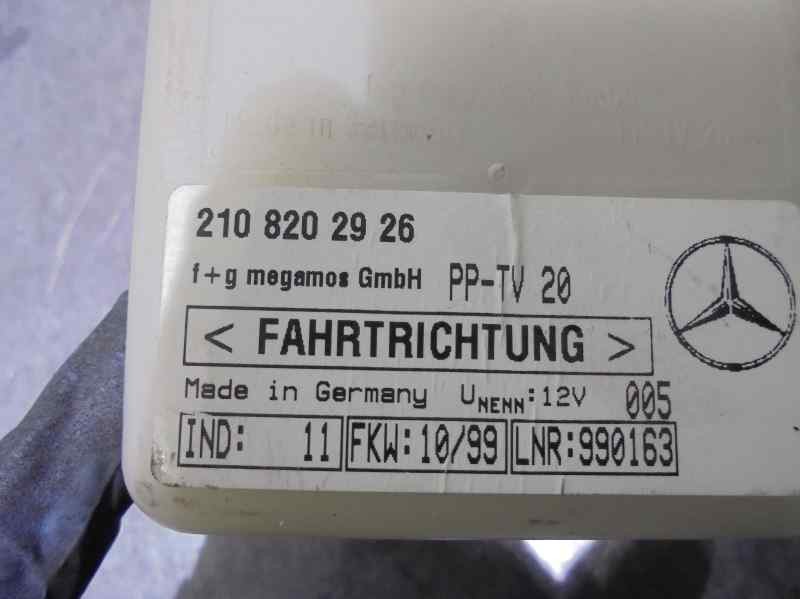 210 820 29 26
f+g megamos GmbH PP-TV 20
< FAHRTRICHTUNG >
Made in Germany UNENN:12V 005
IND: 11 FKW:10/99 LNR:990163